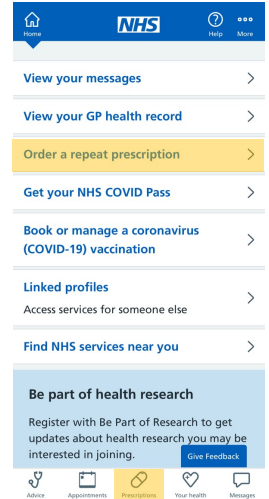 NHS
Home
Help
More
View your messages
View your GP health record
Order a repeat prescription
Get your NHS COVID Pass
Book or manage a coronavirus
(COVID-19) vaccination
Linked profiles
Access services for someone else
Find NHS services near you
Be part of health research
Register with Be Part of Research to get
updates about health research you may be
interested in joining.
Give Feedback
Advice
Appointments
Prescriptions
Your health
Messages